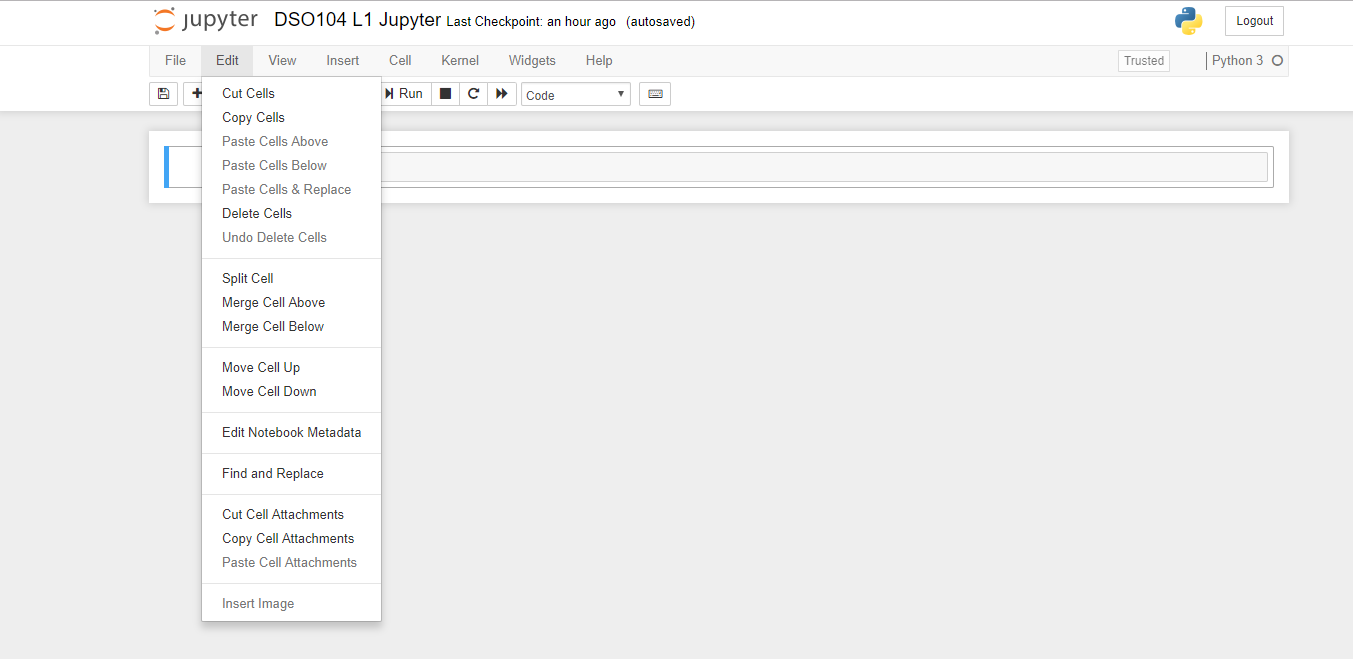 jupyter DSO104 L1 Jupyter Last Checkpoint: an hour ago (autosaved) Logout
File Edit View Insert Cell Kernel Widgets Help Trusted Python 3
Run Code
Cut Cells
Copy Cells
Paste Cells Above
Paste Cells Below
Paste Cells & Replace
Delete Cells
Undo Delete Cells
Split Cell
Merge Cell Above
Merge Cell Below
Move Cell Up
Move Cell Down
Edit Notebook Metadata
Find and Replace
Cut Cell Attachments
Copy Cell Attachments
Paste Cell Attachments
Insert Image